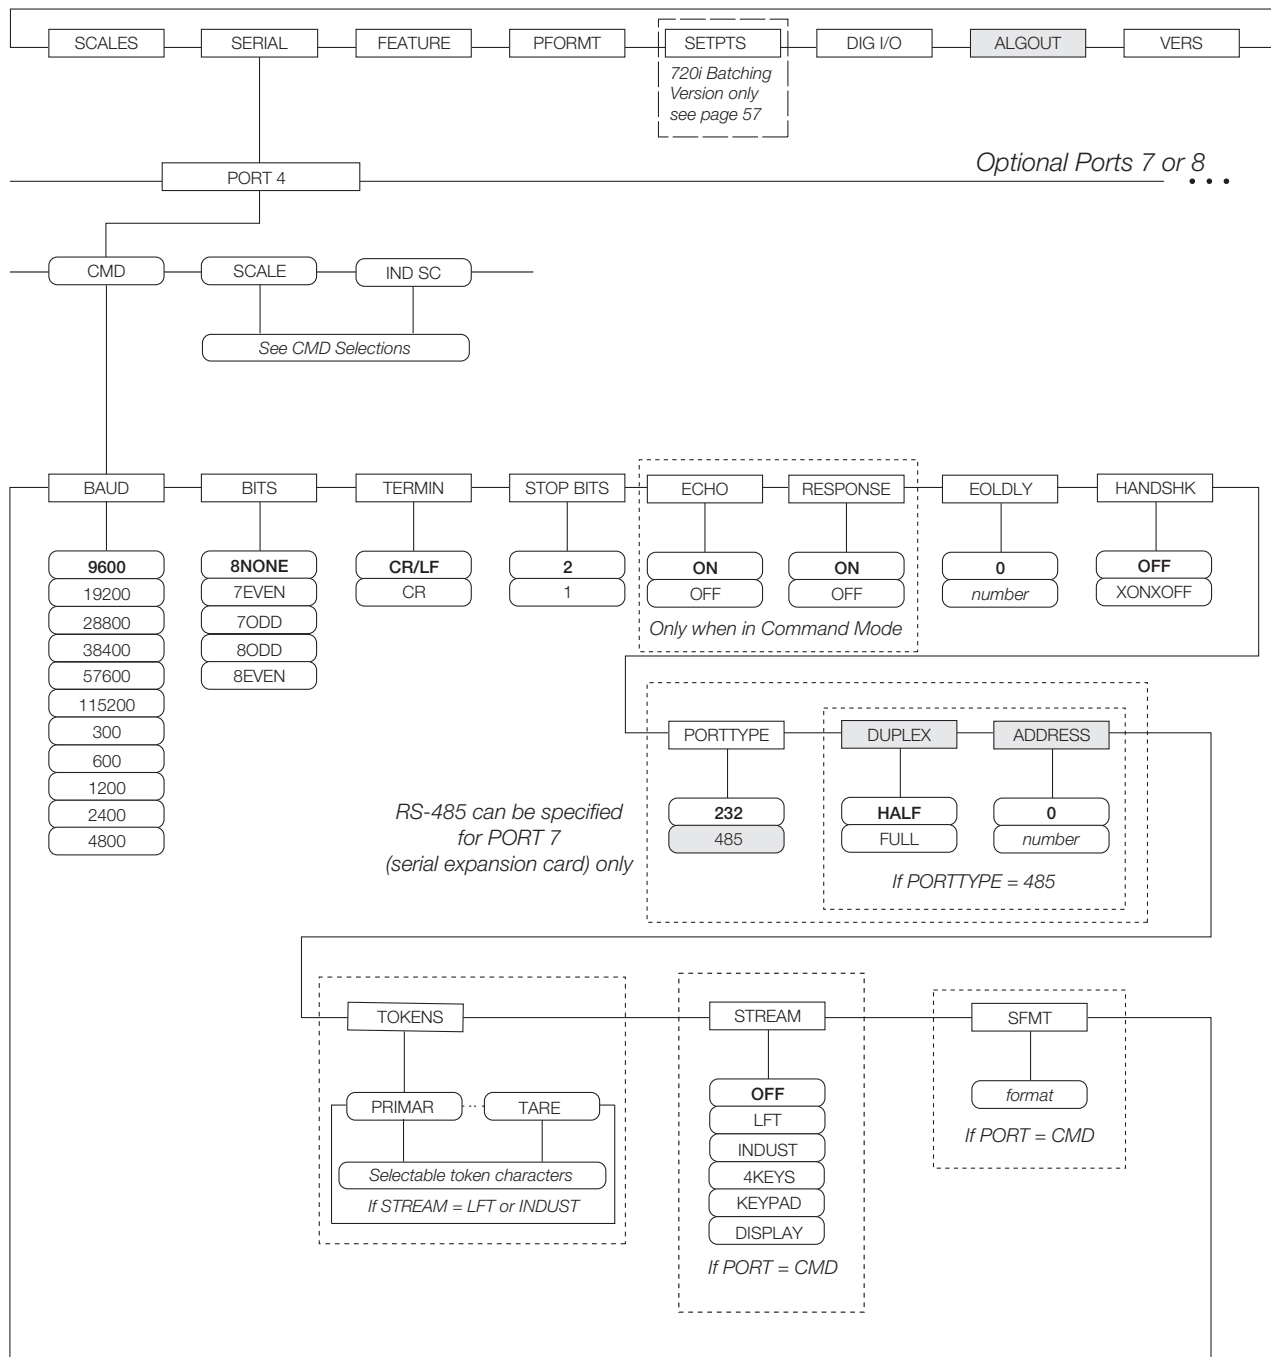 SCALES
SERIAL
FEATURE
PFORMT
SETPTS
DIG I/O
ALGOUT
VERS
720i Batching
Version only
see page 57
PORT 4
Optional Ports 7 or 8
...
CMD
SCALE
IND SC
See CMD Selections
BAUD
BITS
TERMIN
STOP BITS
ECHO
RESPONSE
EOLDLY
HANDSHK
9600
19200
28800
38400
57600
115200
300
600
1200
2400
4800
8NONE
7EVEN
7ODD
8ODD
8EVEN
CR/LF
CR
2
1
ON
OFF
ON
OFF
Only when in Command Mode
0
number
OFF
XONXOFF
RS-485 can be specified
for PORT 7
(serial expansion card) only
PORTTYPE
DUPLEX
ADDRESS
232
485
HALF
FULL
0
number
If PORTTYPE = 485
TOKENS
STREAM
SFMT
PRIMAR
TARE
Selectable token characters
If STREAM = LFT or INDUST
OFF
LFT
INDUST
4KEYS
KEYPAD
DISPLAY
If PORT = CMD
format
If PORT = CMD